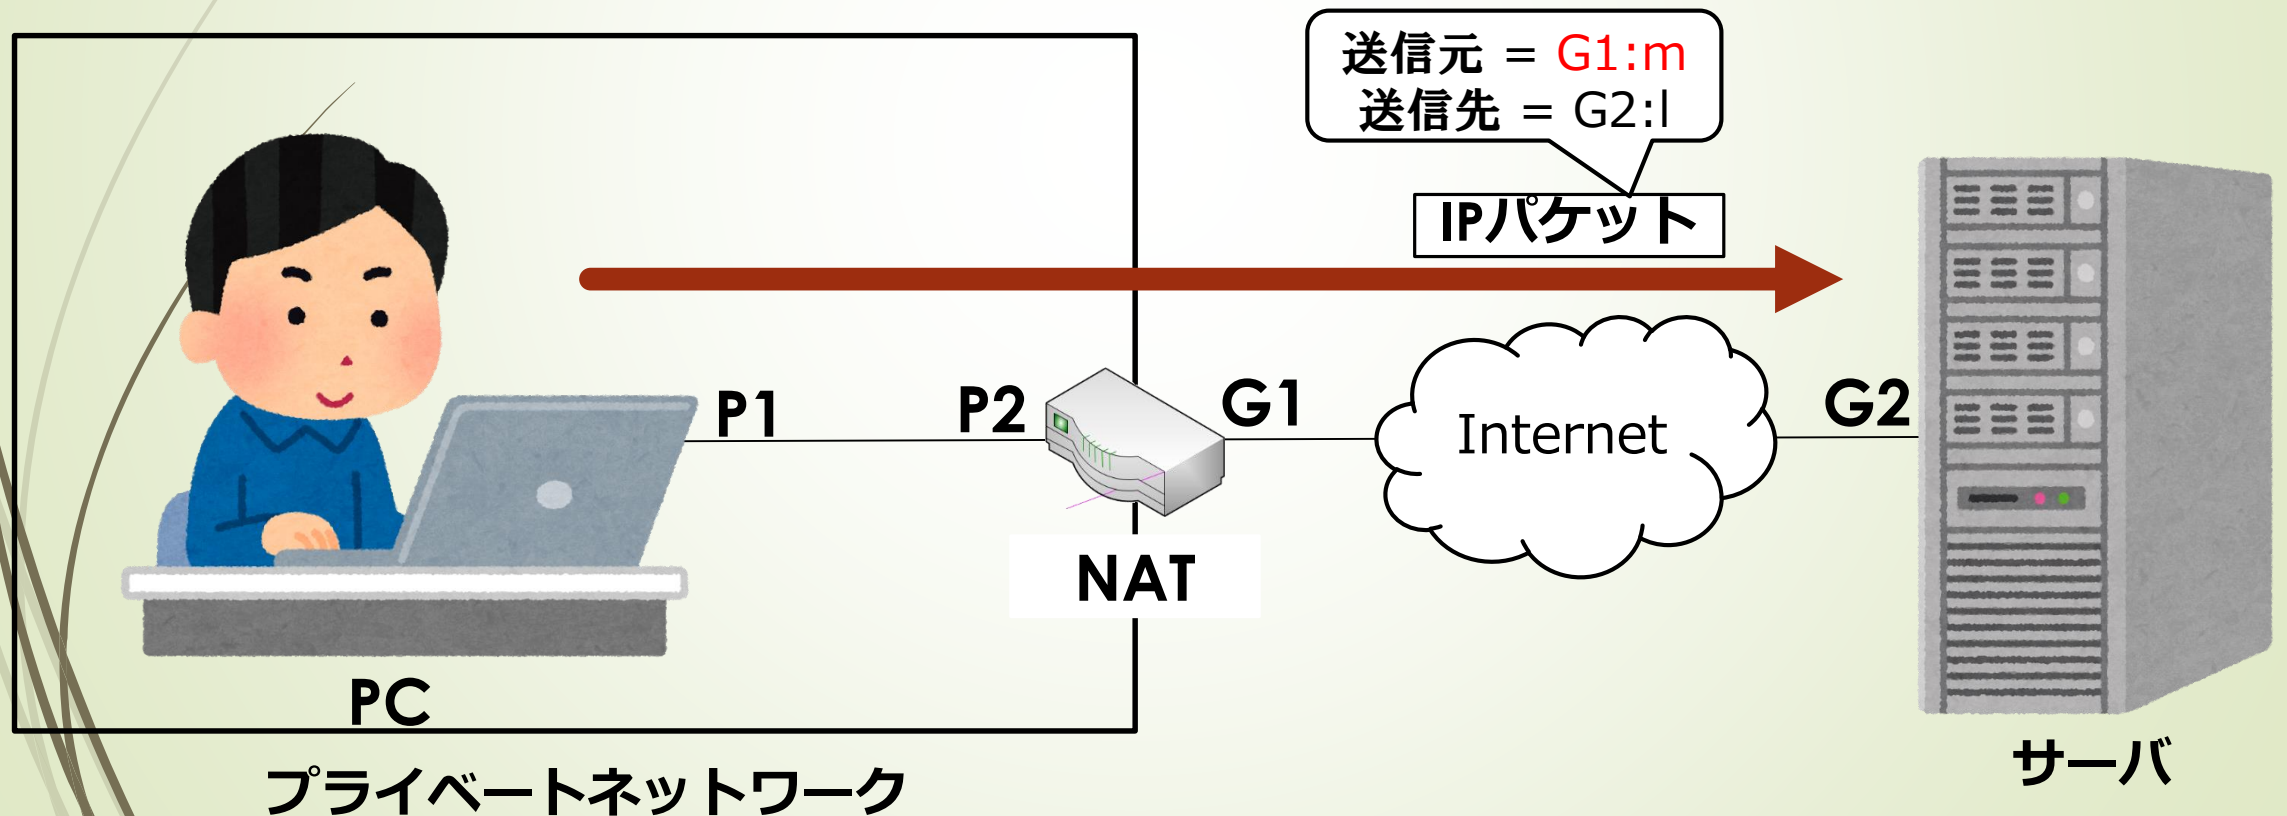 送信元 = G1:m
送信先 = G2:l
IPパケット
P1
P2
G1
Internet
G2
NAT
PC
サーバ
プライベートネットワーク